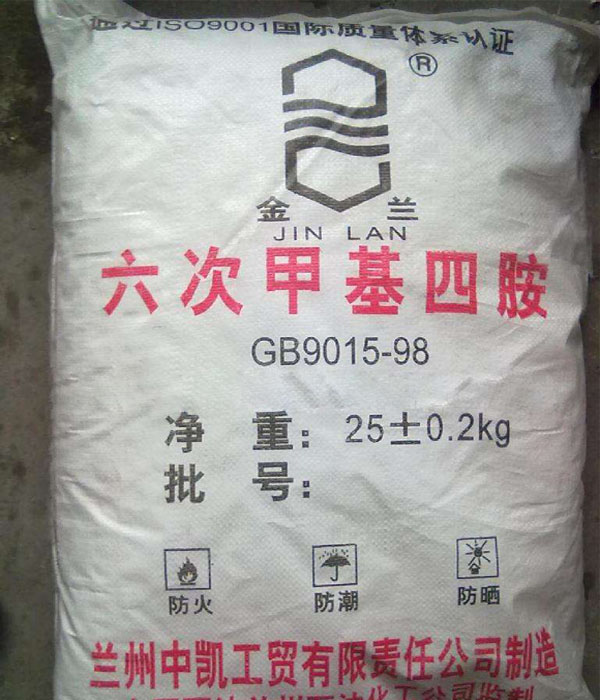 通过ISO9001国际质量体系认证
®
金兰
JIN LAN
六次甲基四胺
GB9015-98
净 重：25±0.2kg
批 号：
防火 防潮 防晒
兰州中凯工贸有限责任公司制造